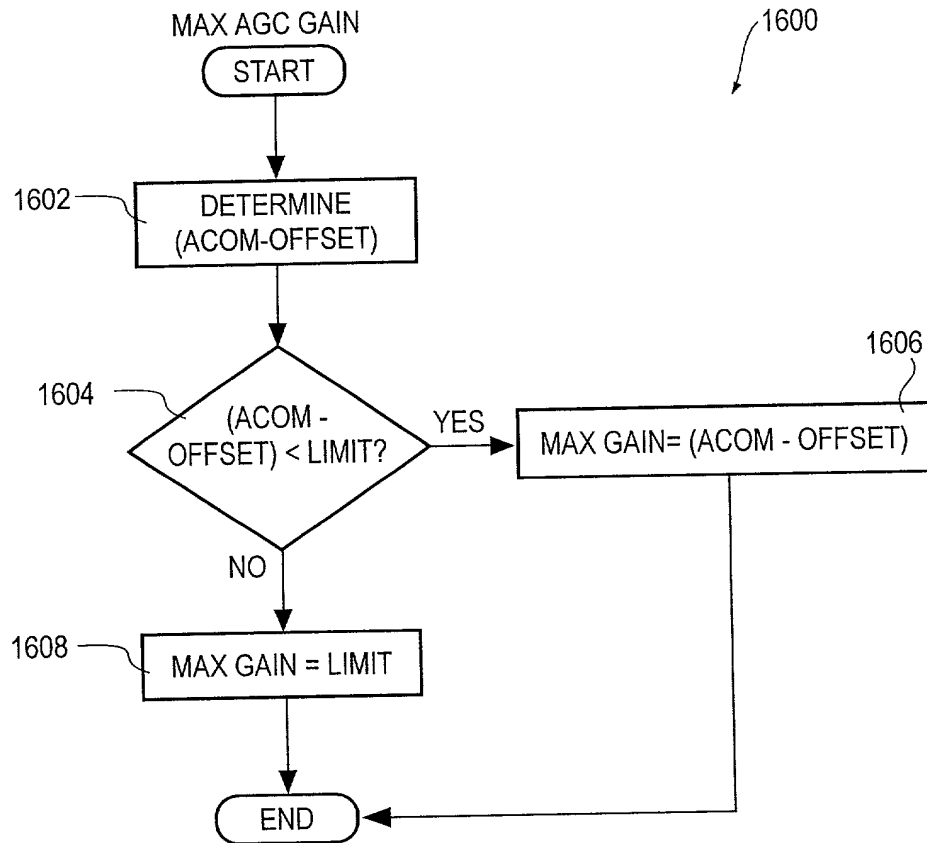 MAX AGC GAIN
START
1600
1602
DETERMINE
(ACOM-OFFSET)
1604
(ACOM -
OFFSET) < LIMIT?
YES
1606
MAX GAIN= (ACOM - OFFSET)
NO
1608
MAX GAIN = LIMIT
END